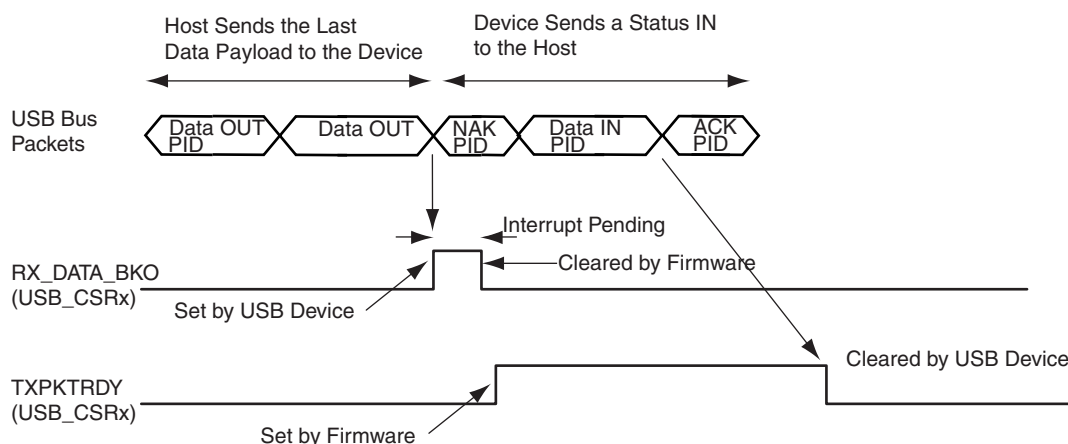 Host Sends the Last
Data Payload to the Device
Device Sends a Status IN
to the Host
USB Bus
Packets
Data OUT
PID
Data OUT
NAK
PID
Data IN
PID
ACK
PID
Interrupt Pending
RX_DATA_BKO
(USB_CSRx)
Set by USB Device
Cleared by Firmware
Cleared by USB Device
TXPKTRDY
(USB_CSRx)
Set by Firmware